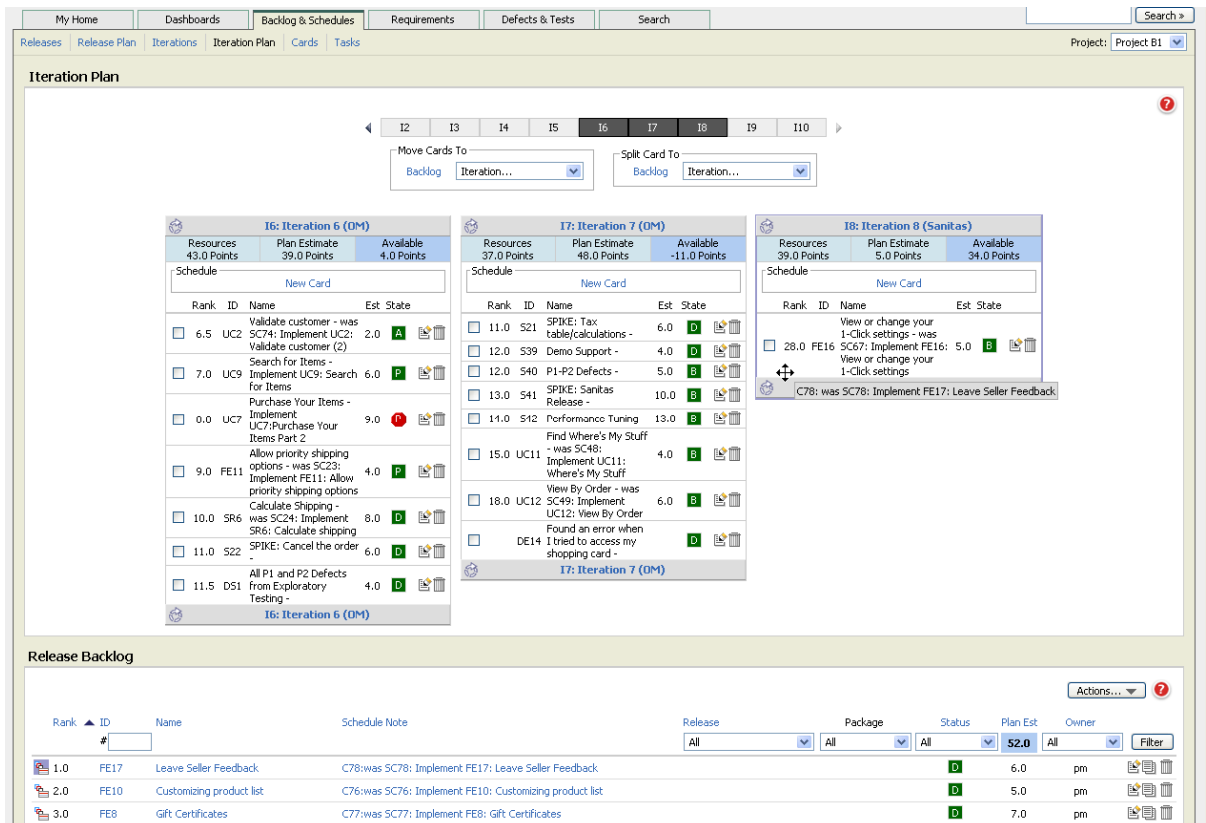 Search »
My Home Dashboards Backlog & Schedules Requirements Defects & Tests Search
Releases Release Plan Iterations Iteration Plan Cards Tasks Project: Project B1
Iteration Plan
?
I2 I3 I4 I5 I6 I7 I8 I9 I10
Move Cards To
Backlog Iteration...
Split Card To
Backlog Iteration...
I6: Iteration 6 (OM)
Resources Plan Estimate Available
43.0 Points 39.0 Points 4.0 Points
Schedule
New Card
Rank ID Name Est State
Validate customer - was
6.5 UC2 SC74: Implement UC2: 2.0 A
Validate customer (2)
Search for Items -
7.0 UC9 Implement UC9: Search 6.0 P
for Items
Purchase Your Items -
Implement
0.0 UC7 UC7:Purchase Your 9.0 P
Items Part 2
Allow priority shipping
options - was SC23:
9.0 FE11 Implement FE11: Allow 4.0 P
priority shipping options
Calculate Shipping -
10.0 SR6 was SC24: Implement 8.0 D
SR6: Calculate shipping
11.0 S22 SPIKE: Cancel the order 6.0 D
-
All P1 and P2 Defects
11.5 DS1 from Exploratory 4.0 D
Testing -
I6: Iteration 6 (OM)
I7: Iteration 7 (OM)
Resources Plan Estimate Available
37.0 Points 48.0 Points -11.0 Points
Schedule
New Card
Rank ID Name Est State
11.0 S21 SPIKE: Tax 6.0 D
table/calculations -
12.0 S39 Demo Support - 4.0 D
12.0 S40 P1-P2 Defects - 5.0 B
13.0 S41 SPIKE: Sanitas 10.0 B
Release -
14.0 S42 Performance Tuning 13.0 B
Find Where's My Stuff
- was SC48:
15.0 UC11 Implement UC11: 4.0 B
Where's My Stuff
View By Order - was
18.0 UC12 SC49: Implement 6.0 B
UC12: View By Order
Found an error when
DE14 I tried to access my D
shopping card -
I7: Iteration 7 (OM)
I8: Iteration 8 (Sanitas)
Resources Plan Estimate Available
39.0 Points 5.0 Points 34.0 Points
Schedule
New Card
Rank ID Name Est State
View or change your
1-Click settings - was
28.0 FE16 SC67: Implement FE16: 5.0 B
View or change your
1-Click settings
C78: was SC78: Implement FE17: Leave Seller Feedback
Release Backlog
Actions... ?
Rank ID Name Schedule Note Release Package Status Plan Est Owner
# All All All 52.0 All Filter
1.0 FE17 Leave Seller Feedback C78:was SC78: Implement FE17: Leave Seller Feedback D 6.0 pm
2.0 FE10 Customizing product list C76:was SC76: Implement FE10: Customizing product list D 5.0 pm
3.0 FE8 Gift Certificates C77:was SC77: Implement FE8: Gift Certificates D 7.0 pm